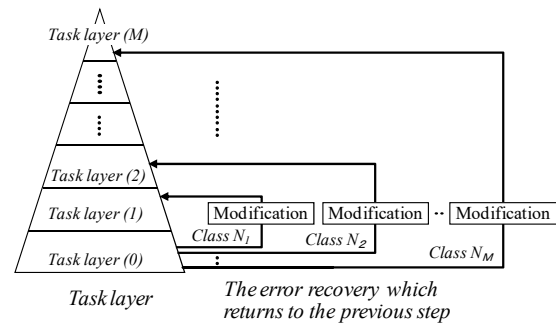 Task layer (M)
Task layer (2)
Task layer (1)
Task layer (0)
Modification
Modification
Modification
Class N1
Class N2
Class NM
Task layer
The error recovery which
returns to the previous step